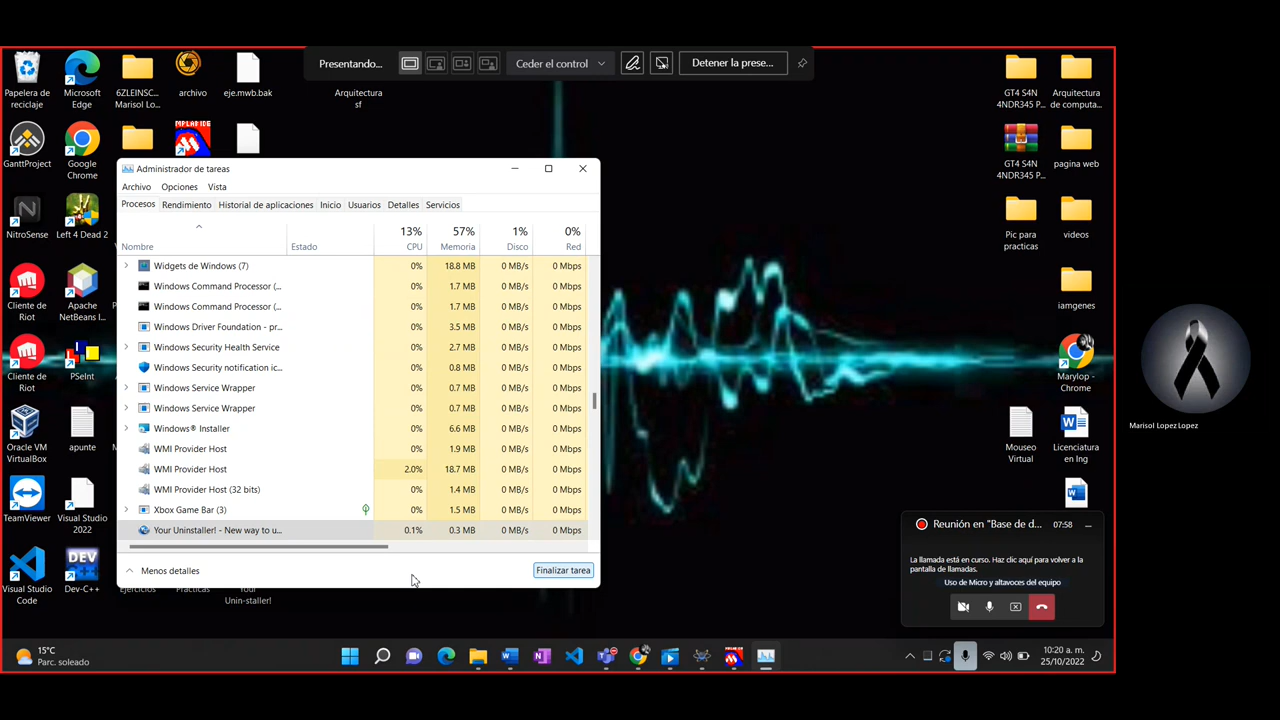 Presentando...
Ceder el control
Detener la prese...
Papelera de
reciclaje
Microsoft
Edge
6ZLEINSC...
Marisol Lo...
archivo
eje.mwb.bak
Arquitectura
sf
GT4 S4N
4NDR345 P...
Arquitectura
de computa...
GanttProject
Google
Chrome
MPLABIDE
GT4 S4N
4NDR345 P...
pagina web
NitroSense
Left 4 Dead 2
Pic para
practicas
videos
Cliente de
Riot
Apache
NetBeans I...
iamgenes
Cliente de
Riot
PSeInt
Marylop -
Chrome
Oracle VM
VirtualBox
apunte
Mouseo
Virtual
Licenciatura
en Ing
TeamViewer
Visual Studio
2022
Visual Studio
Code
DEV
C++
Dev-C++
Ejercicios
Practicas
Your
Unin-staller!
Administrador de tareas
Archivo Opciones Vista
Procesos Rendimiento Historial de aplicaciones Inicio Usuarios Detalles Servicios
13% 57% 1% 0%
Nombre Estado CPU Memoria Disco Red
Widgets de Windows (7) 0% 18.8 MB 0 MB/s 0 Mbps
Windows Command Processor (... 0% 1.7 MB 0 MB/s 0 Mbps
Windows Command Processor (... 0% 1.7 MB 0 MB/s 0 Mbps
Windows Driver Foundation - pr... 0% 3.5 MB 0 MB/s 0 Mbps
Windows Security Health Service 0% 2.7 MB 0 MB/s 0 Mbps
Windows Security notification ic... 0% 0.8 MB 0 MB/s 0 Mbps
Windows Service Wrapper 0% 0.7 MB 0 MB/s 0 Mbps
Windows Service Wrapper 0% 0.7 MB 0 MB/s 0 Mbps
Windows® Installer 0% 6.6 MB 0 MB/s 0 Mbps
WMI Provider Host 0% 1.9 MB 0 MB/s 0 Mbps
WMI Provider Host 2.0% 18.7 MB 0 MB/s 0 Mbps
WMI Provider Host (32 bits) 0% 1.4 MB 0 MB/s 0 Mbps
Xbox Game Bar (3) 0% 1.5 MB 0 MB/s 0 Mbps
Your Uninstaller! - New way to u... 0.1% 0.3 MB 0 MB/s 0 Mbps
Menos detalles
Finalizar tarea
Marisol Lopez Lopez
Reunión en "Base de d... 07:58
La llamada está en curso. Haz clic aquí para volver a la
pantalla de llamadas.
Uso de Micro y altavoces del equipo
15°C
Parc. soleado
10:20 a. m.
25/10/2022